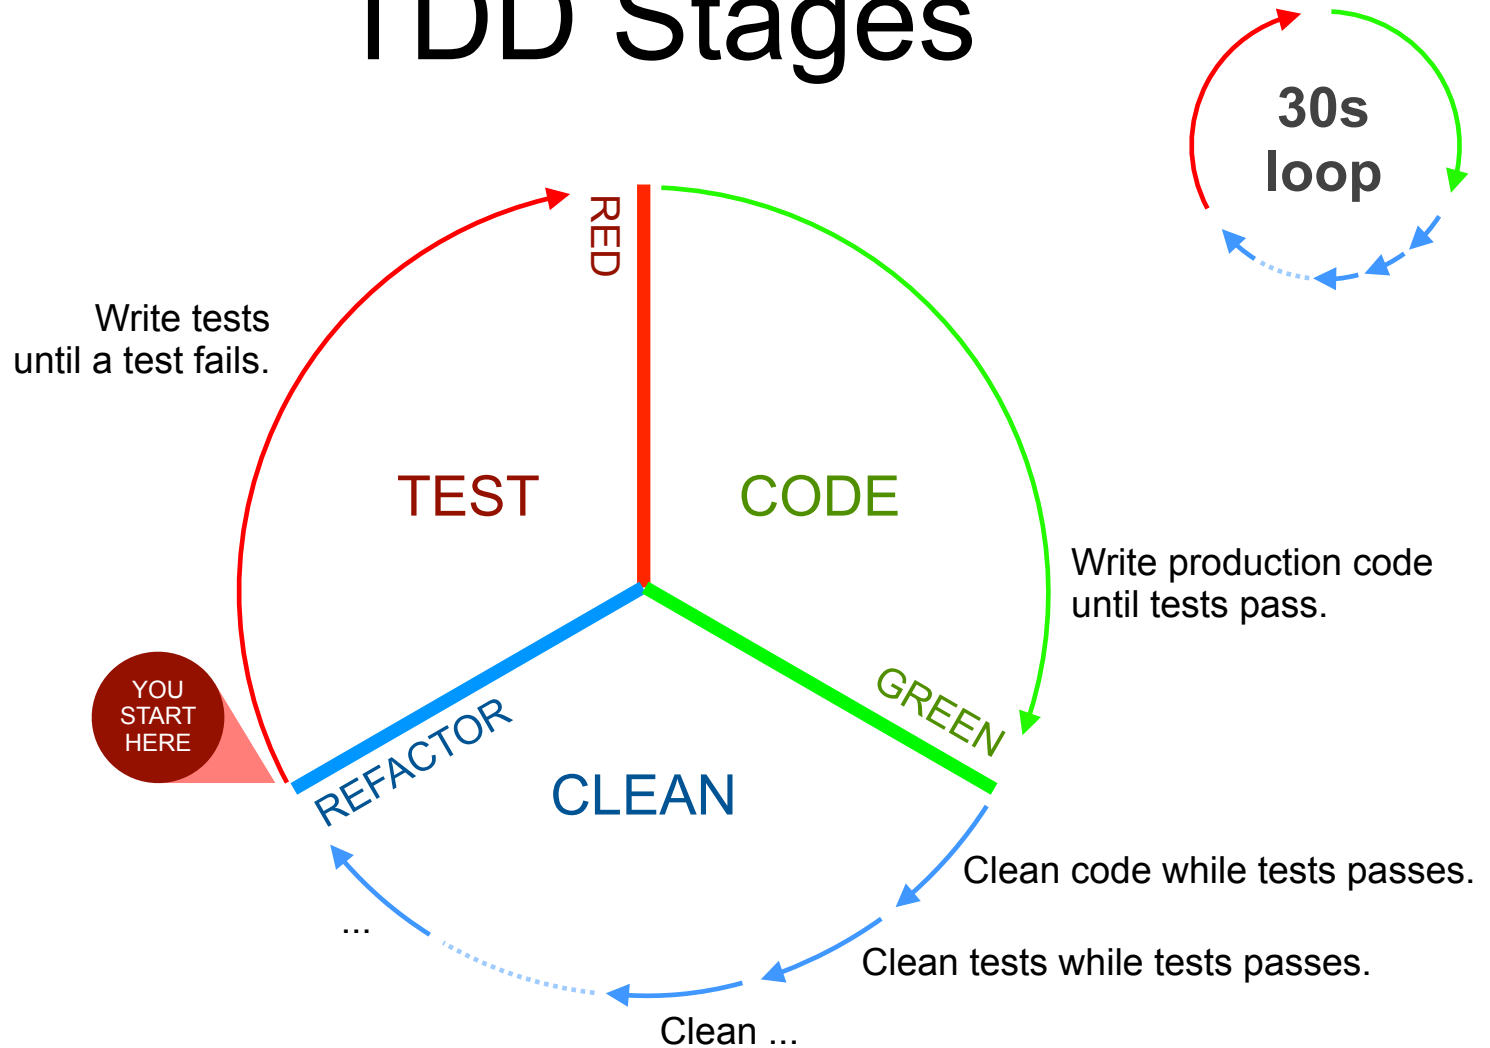 TDD Stages
30s
loop
RED
Write tests
until a test fails.
TEST
CODE
Write production code
until tests pass.
YOU
START
HERE
GREEN
REFACTOR
CLEAN
Clean code while tests passes.
...
Clean tests while tests passes.
Clean ...